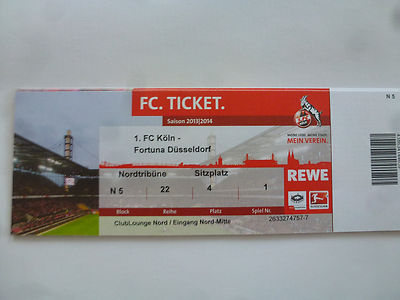 FC. TICKET.
Saison 2013|2014
1. FC Köln -
Fortuna Düsseldorf
MEIN VEREIN.
REWE
Nordtribüne Sitzplatz
N 5 22 4 1
Block Reihe Platz Spiel Nr.
2633274757-7
ClubLounge Nord / Eingang Nord-Mitte
N 5